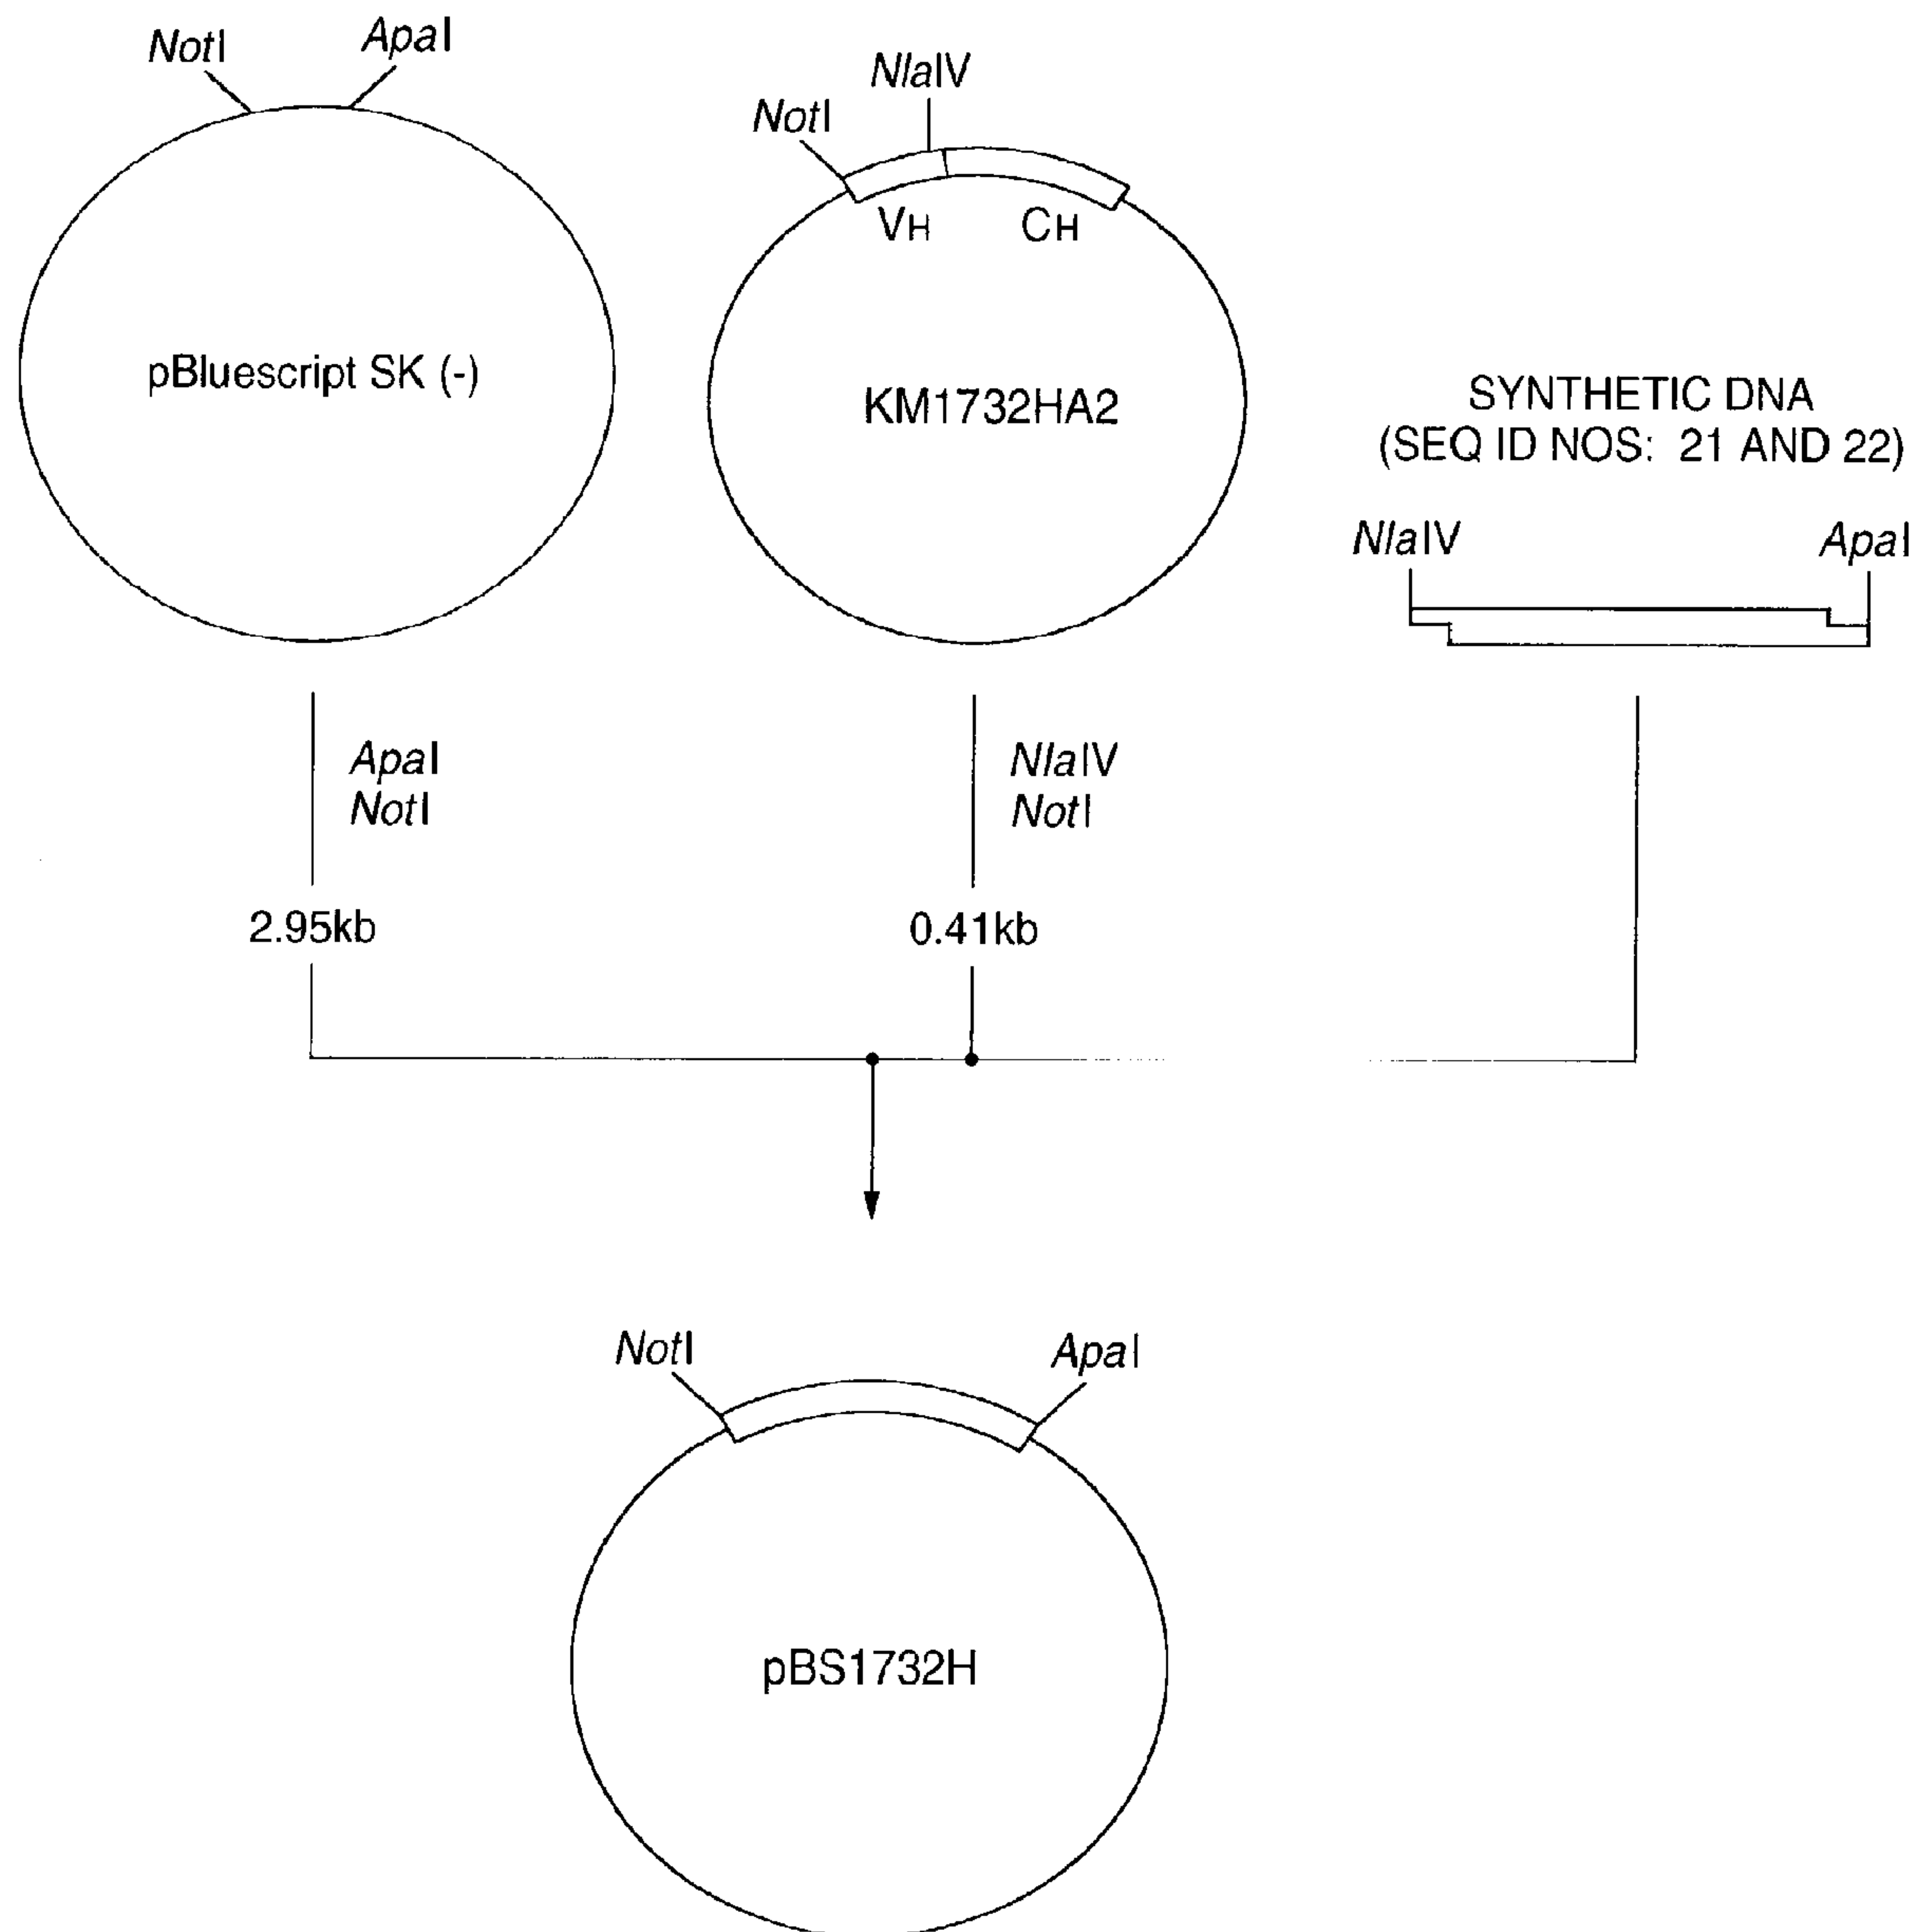 NotI
ApaI
NlaIV
NotI
VH
CH
pBluescript SK (-)
KM1732HA2
SYNTHETIC DNA
(SEQ ID NOS: 21 AND 22)
NlaIV
ApaI
ApaI
NotI
NlaIV
NotI
2.95kb
0.41kb
NotI
ApaI
pBS1732H